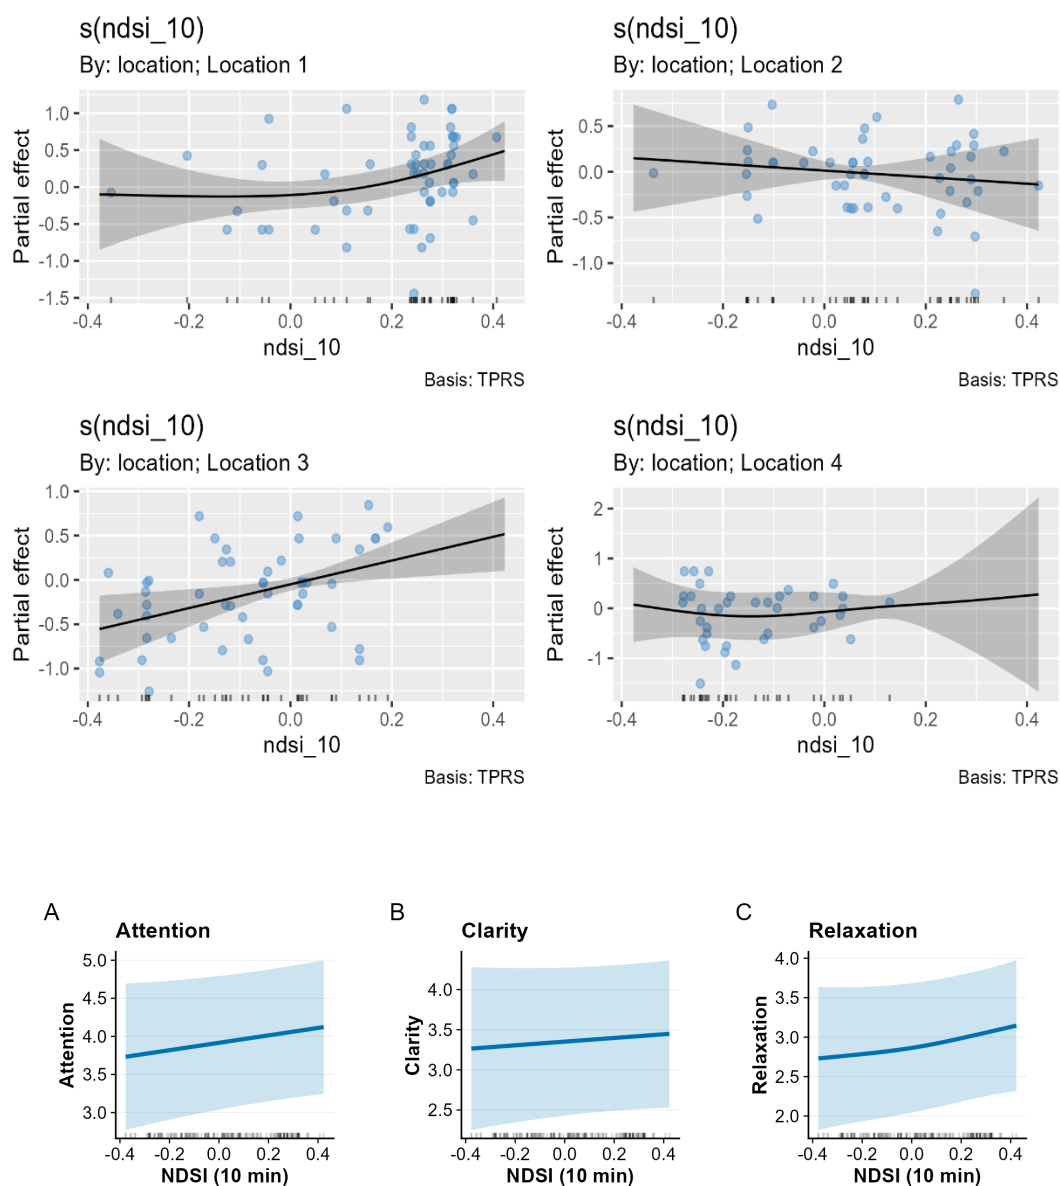 s(ndsi_10)
By: location; Location 1
Partial effect
1.0
0.5
0.0
-0.5
-1.0
-1.5
-0.4 -0.2 0.0 0.2 0.4
ndsi_10
Basis: TPRS
s(ndsi_10)
By: location; Location 2
Partial effect
0.5
0.0
-0.5
-1.0
-0.4 -0.2 0.0 0.2 0.4
ndsi_10
Basis: TPRS
s(ndsi_10)
By: location; Location 3
Partial effect
1.0
0.5
0.0
-0.5
-1.0
-0.4 -0.2 0.0 0.2 0.4
ndsi_10
Basis: TPRS
s(ndsi_10)
By: location; Location 4
Partial effect
2
1
0
-1
-0.4 -0.2 0.0 0.2 0.4
ndsi_10
Basis: TPRS
A
Attention
Attention
5.0
4.5
4.0
3.5
3.0
-0.4 -0.2 0.0 0.2 0.4
NDSI (10 min)
B
Clarity
Clarity
4.0
3.5
3.0
2.5
-0.4 -0.2 0.0 0.2 0.4
NDSI (10 min)
C
Relaxation
Relaxation
4.0
3.5
3.0
2.5
2.0
-0.4 -0.2 0.0 0.2 0.4
NDSI (10 min)